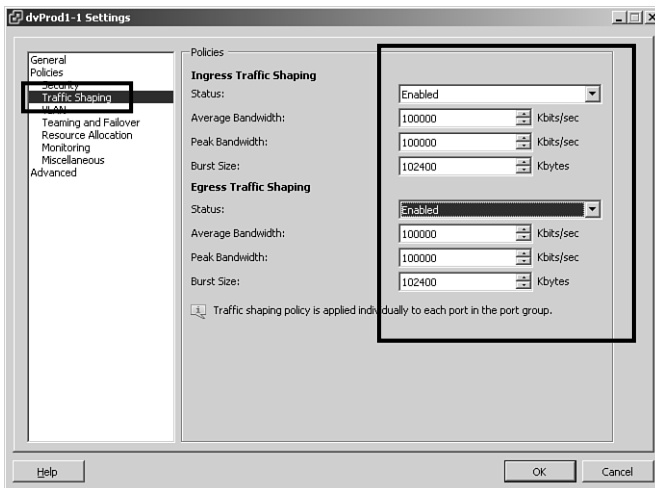 dvProd1-1 Settings
General
Policies
Security
Traffic Shaping
VLAN
Teaming and Failover
Resource Allocation
Monitoring
Miscellaneous
Advanced
Policies
Ingress Traffic Shaping
Status: Enabled
Average Bandwidth: 100000 Kbits/sec
Peak Bandwidth: 100000 Kbits/sec
Burst Size: 102400 Kbytes
Egress Traffic Shaping
Status: Enabled
Average Bandwidth: 100000 Kbits/sec
Peak Bandwidth: 100000 Kbits/sec
Burst Size: 102400 Kbytes
Traffic shaping policy is applied individually to each port in the port group.
Help
OK
Cancel